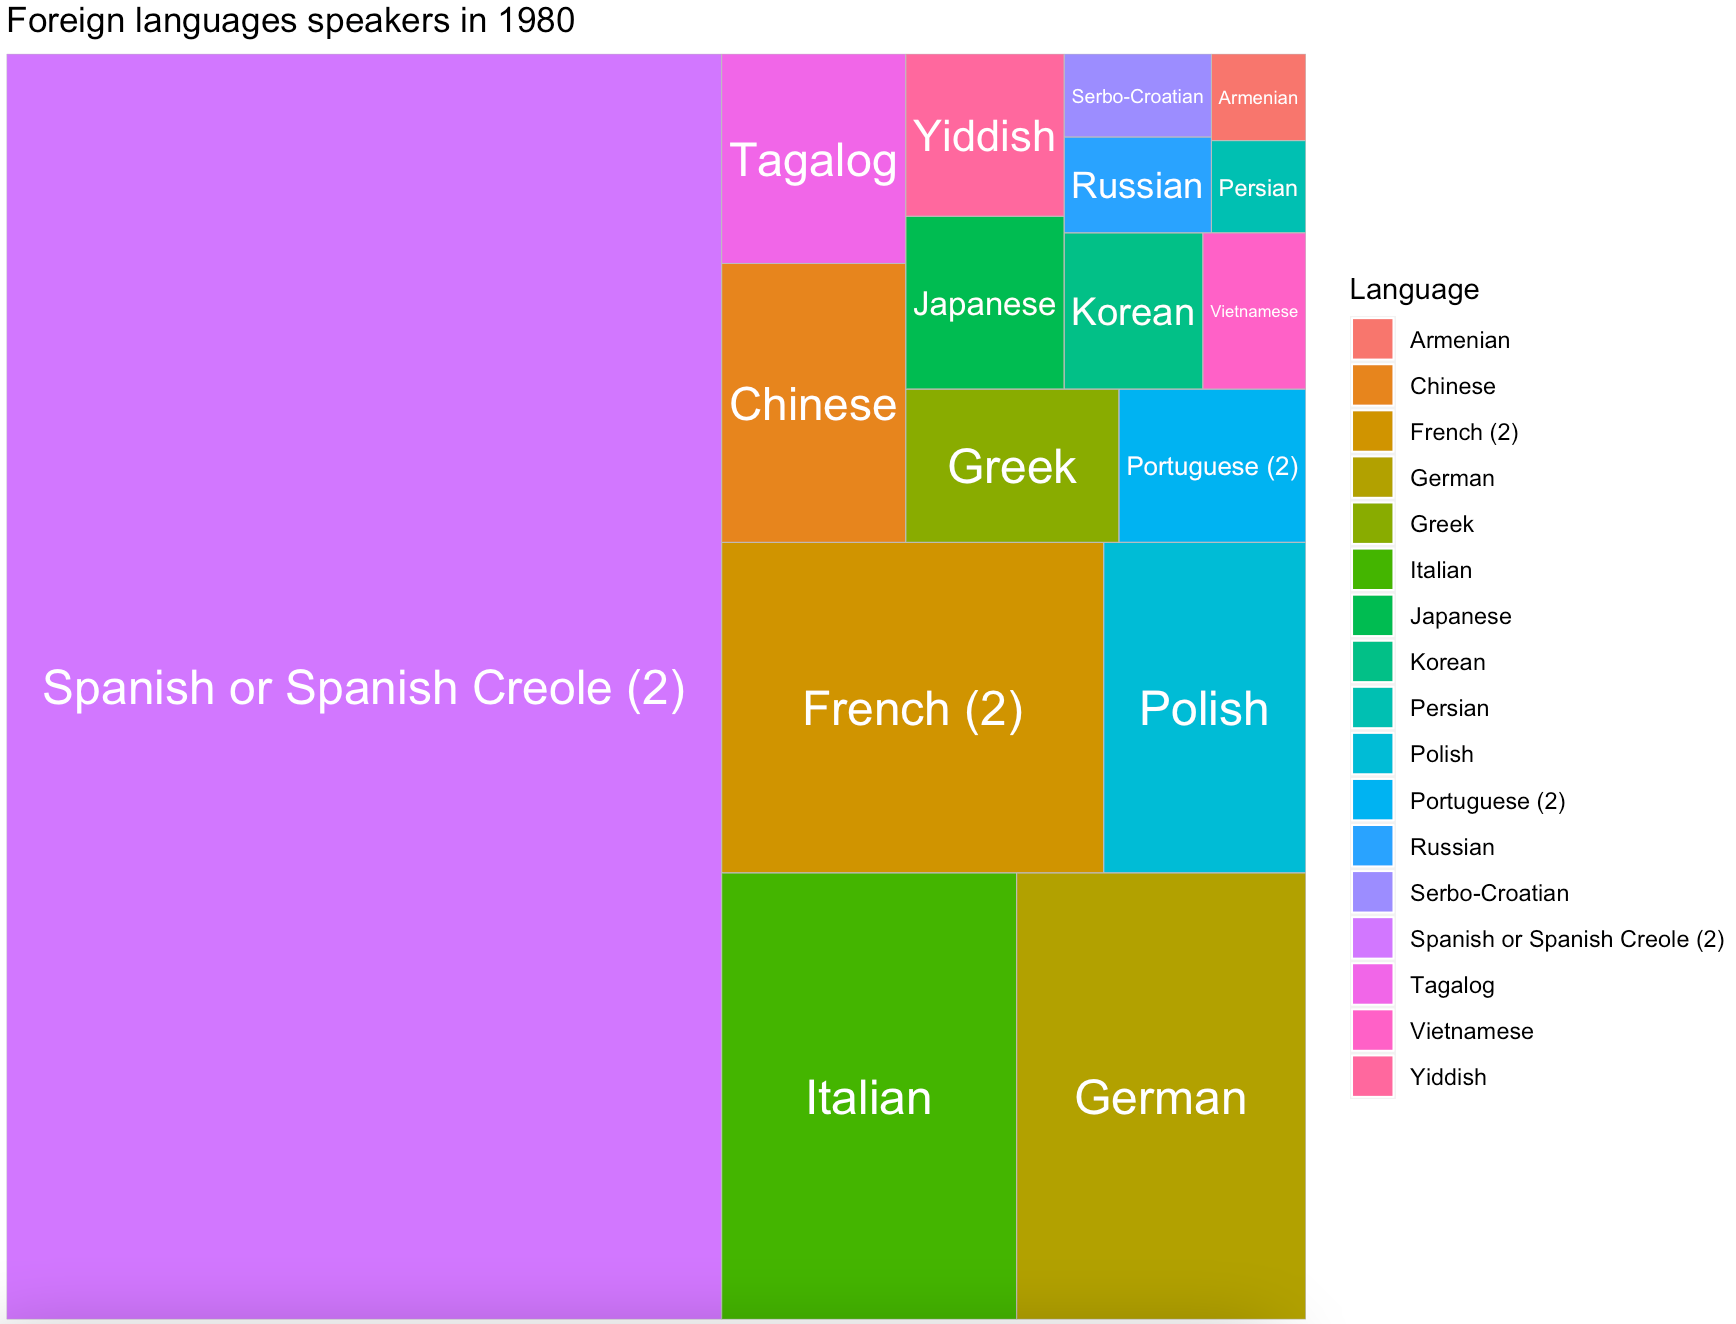 Foreign languages speakers in 1980
Spanish or Spanish Creole (2)
Tagalog
Yiddish
Serbo-Croatian
Armenian
Russian
Persian
Chinese
Japanese
Korean
Vietnamese
Greek
Portuguese (2)
French (2)
Polish
Italian
German
Language
Armenian
Chinese
French (2)
German
Greek
Italian
Japanese
Korean
Persian
Polish
Portuguese (2)
Russian
Serbo-Croatian
Spanish or Spanish Creole (2)
Tagalog
Vietnamese
Yiddish